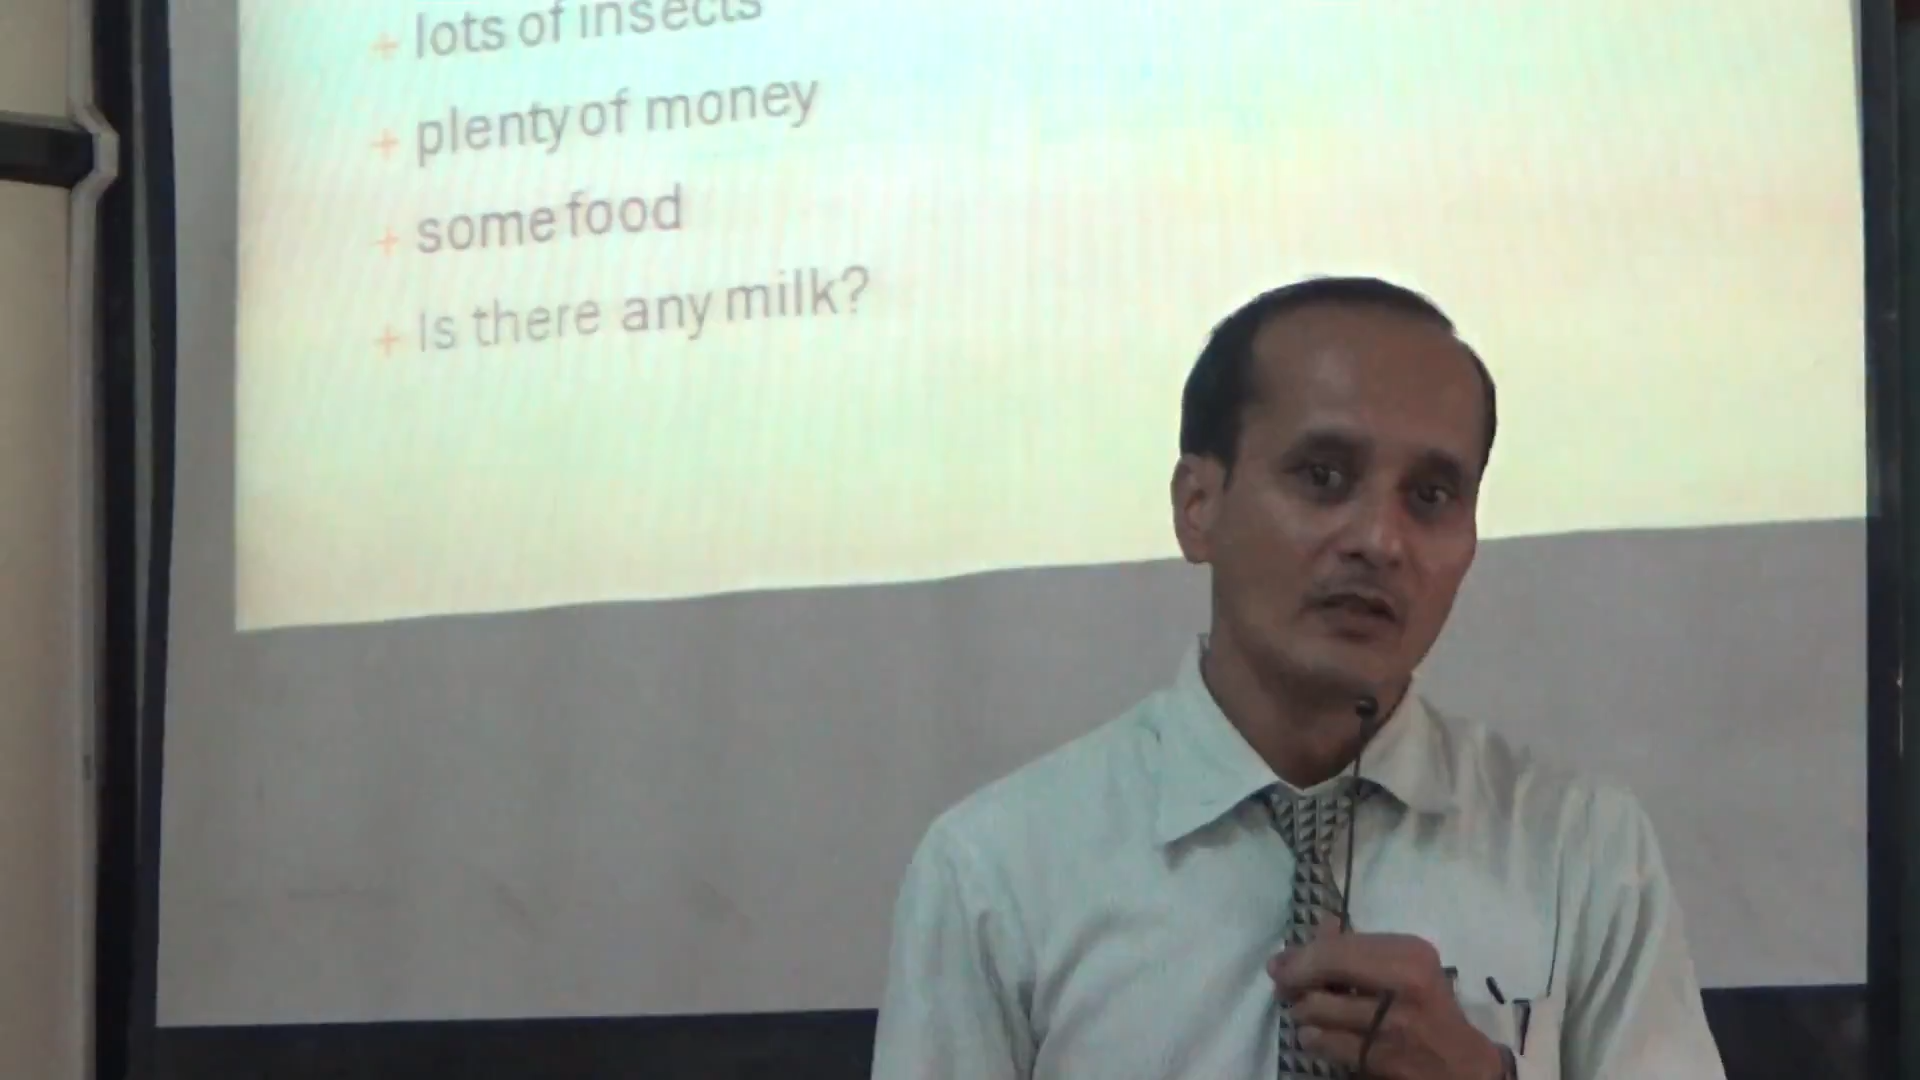 + lots of insects
+ plenty of money
+ some food
+ Is there any milk?